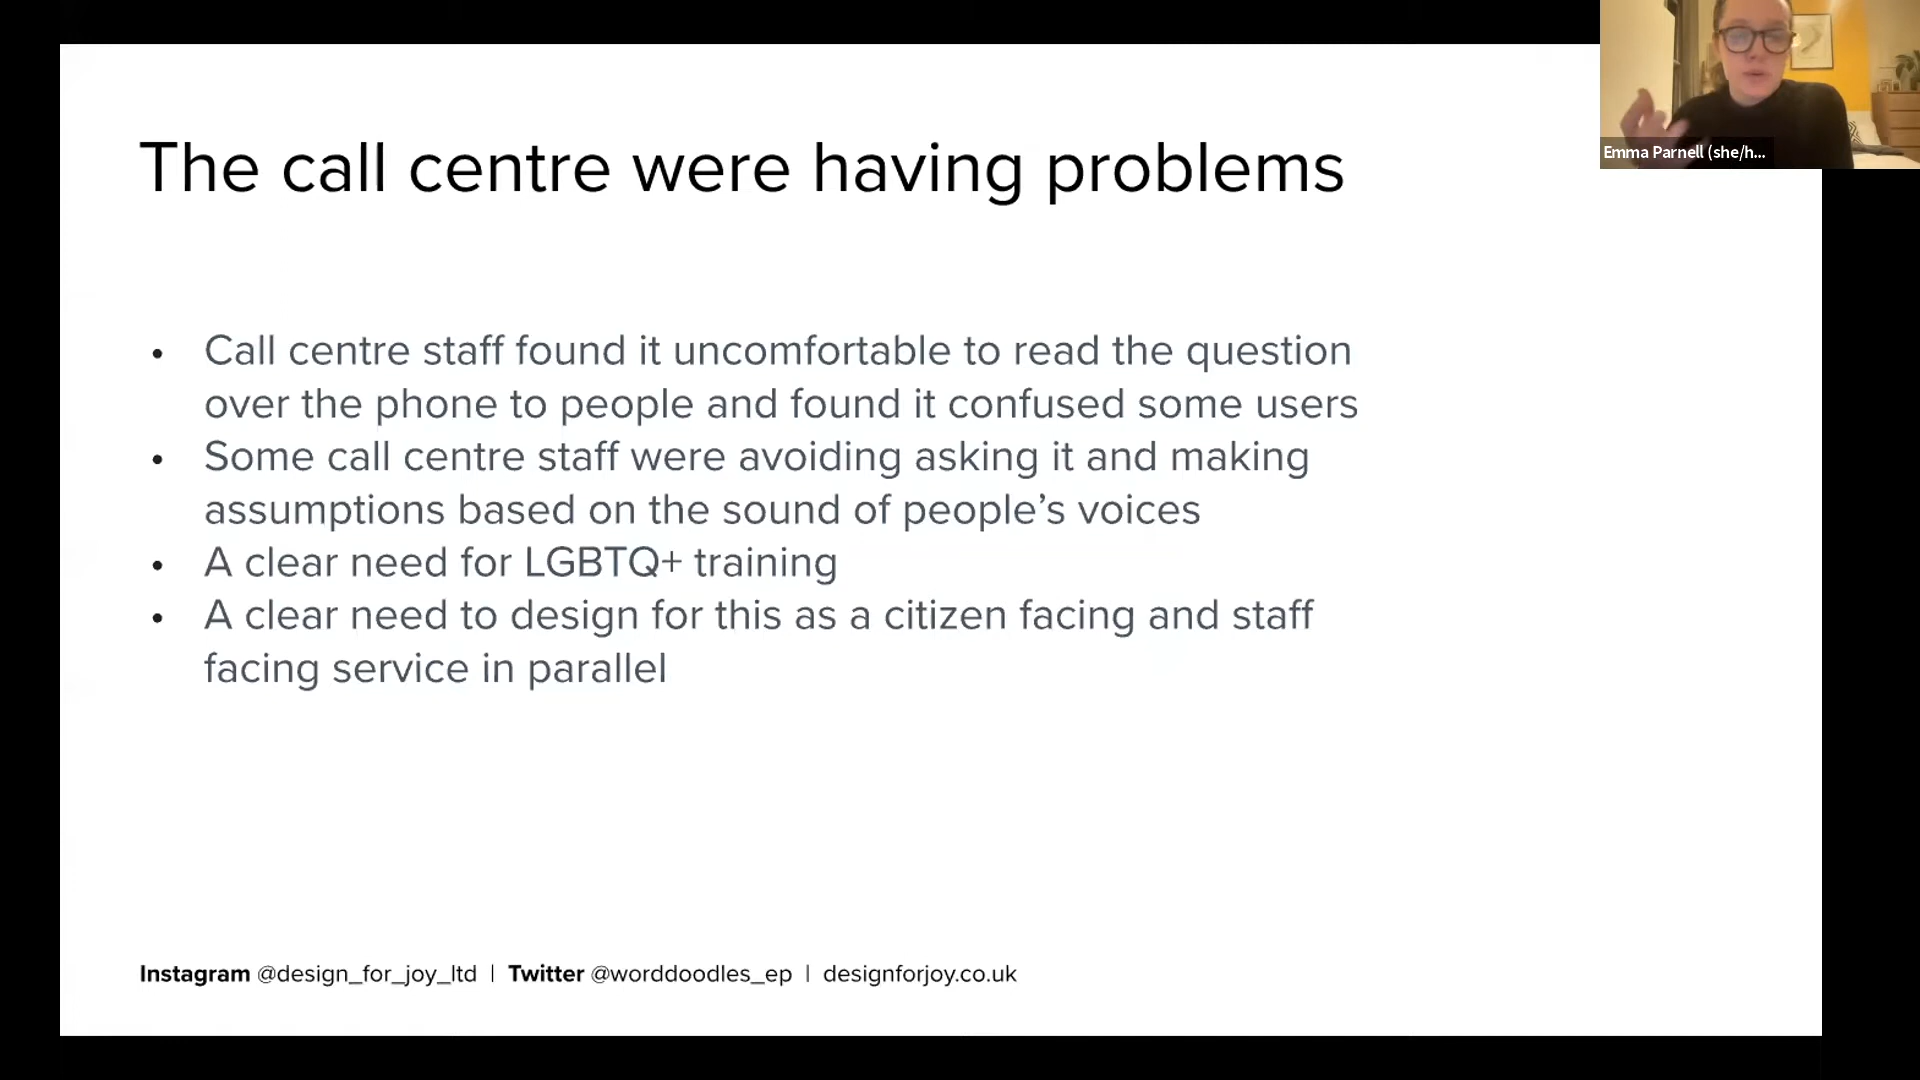 The call centre were having problems
Emma Parnell (she/h...
• Call centre staff found it uncomfortable to read the question
over the phone to people and found it confused some users
• Some call centre staff were avoiding asking it and making
assumptions based on the sound of people’s voices
• A clear need for LGBTQ+ training
• A clear need to design for this as a citizen facing and staff
facing service in parallel
Instagram @design_for_joy_ltd | Twitter @worddoodles_ep | designforjoy.co.uk